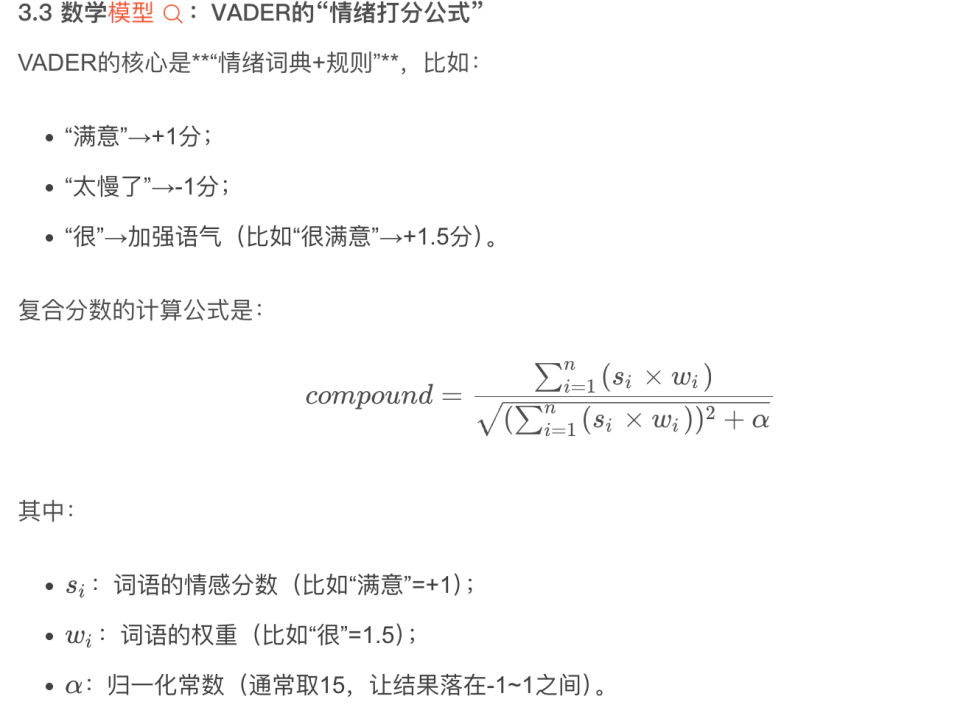 3.3 数学模型：VADER的“情绪打分公式”
VADER的核心是**“情绪词典+规则”**，比如：
• “满意”→+1分；
• “太慢了”→-1分；
• “很”→加强语气（比如“很满意”→+1.5分）。
复合分数的计算公式是：
$compound = \frac{\sum_{i=1}^{n}(s_i \times w_i)}{\sqrt{(\sum_{i=1}^{n}(s_i \times w_i))^2 + \alpha}}$
其中：
• $s_i$：词语的情感分数（比如“满意”=+1）；
• $w_i$：词语的权重（比如“很”=1.5）；
• $\alpha$：归一化常数（通常取15，让结果落在-1~1之间）。